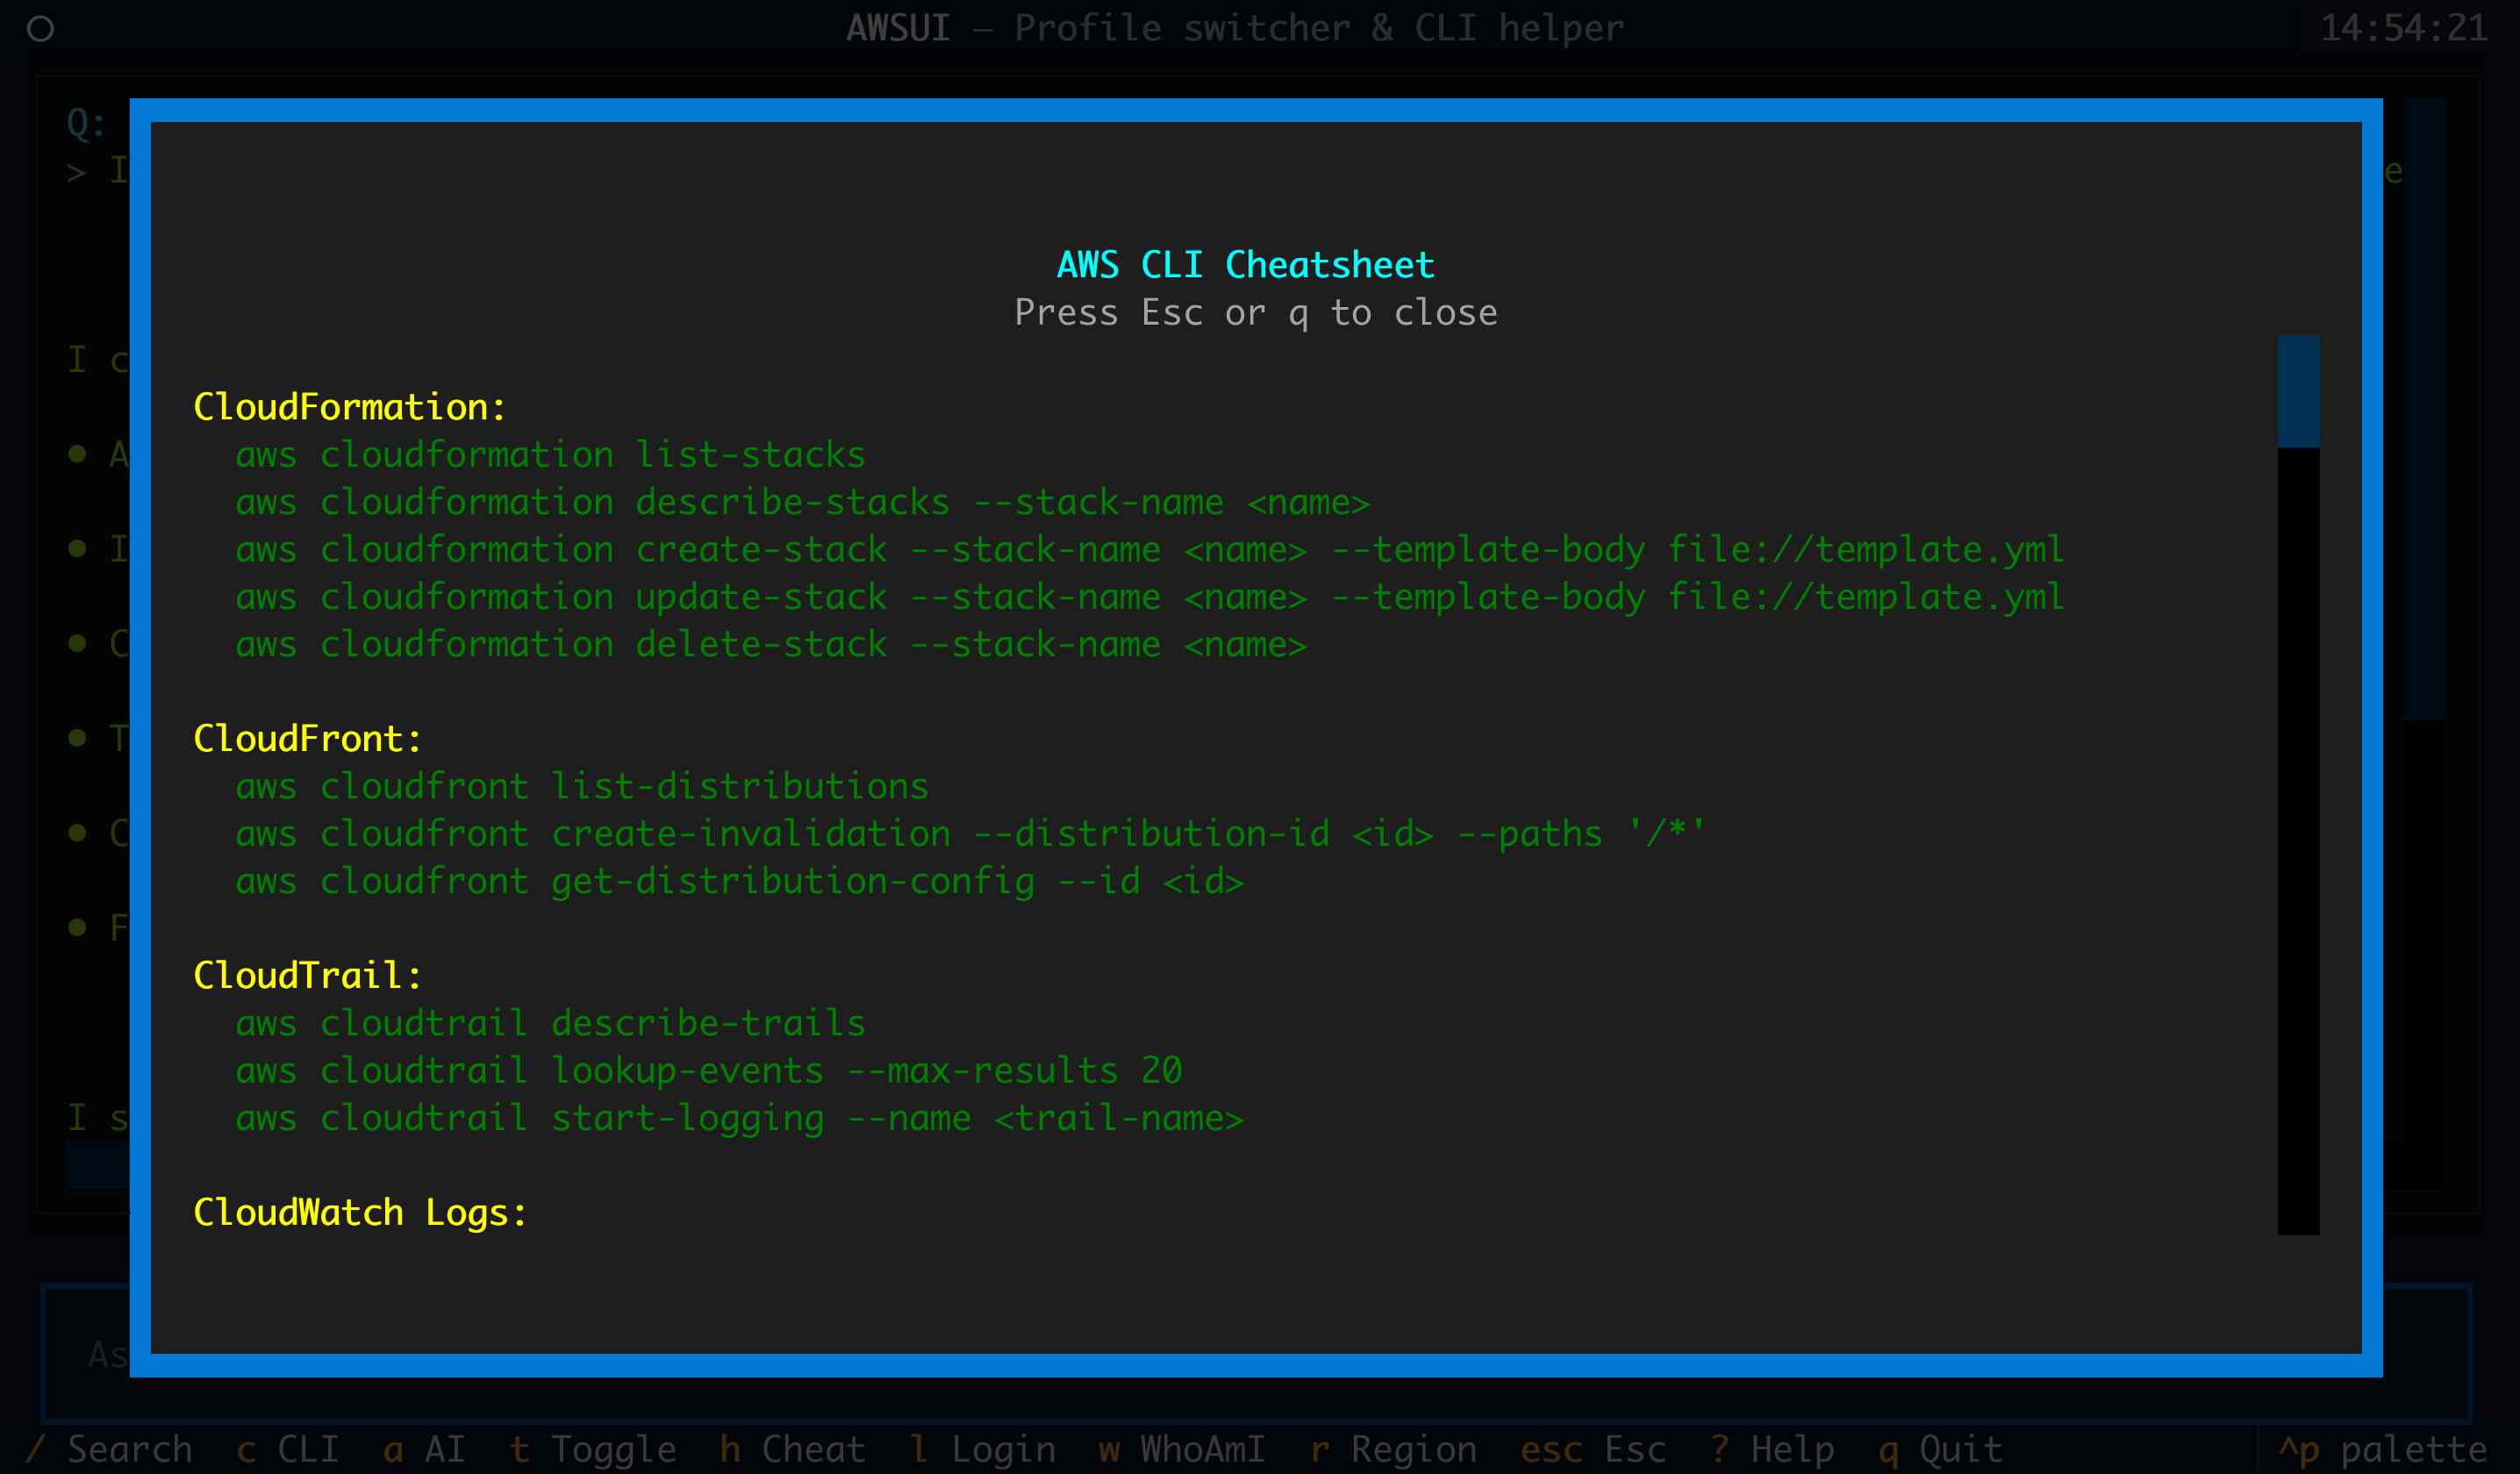 AWSUI — Profile switcher & CLI helper
14:54:21
Q:
> I
e
AWS CLI Cheatsheet
Press Esc or q to close
I c
CloudFormation:
● A
aws cloudformation list-stacks
aws cloudformation describe-stacks --stack-name <name>
● I
aws cloudformation create-stack --stack-name <name> --template-body file://template.yml
aws cloudformation update-stack --stack-name <name> --template-body file://template.yml
● C
aws cloudformation delete-stack --stack-name <name>
● T
CloudFront:
aws cloudfront list-distributions
● C
aws cloudfront create-invalidation --distribution-id <id> --paths '/*'
aws cloudfront get-distribution-config --id <id>
● F
CloudTrail:
aws cloudtrail describe-trails
aws cloudtrail lookup-events --max-results 20
I s
aws cloudtrail start-logging --name <trail-name>
CloudWatch Logs:
As
/ Search c CLI a AI t Toggle h Cheat l Login w WhoAmI r Region esc Esc ? Help q Quit ^p palette